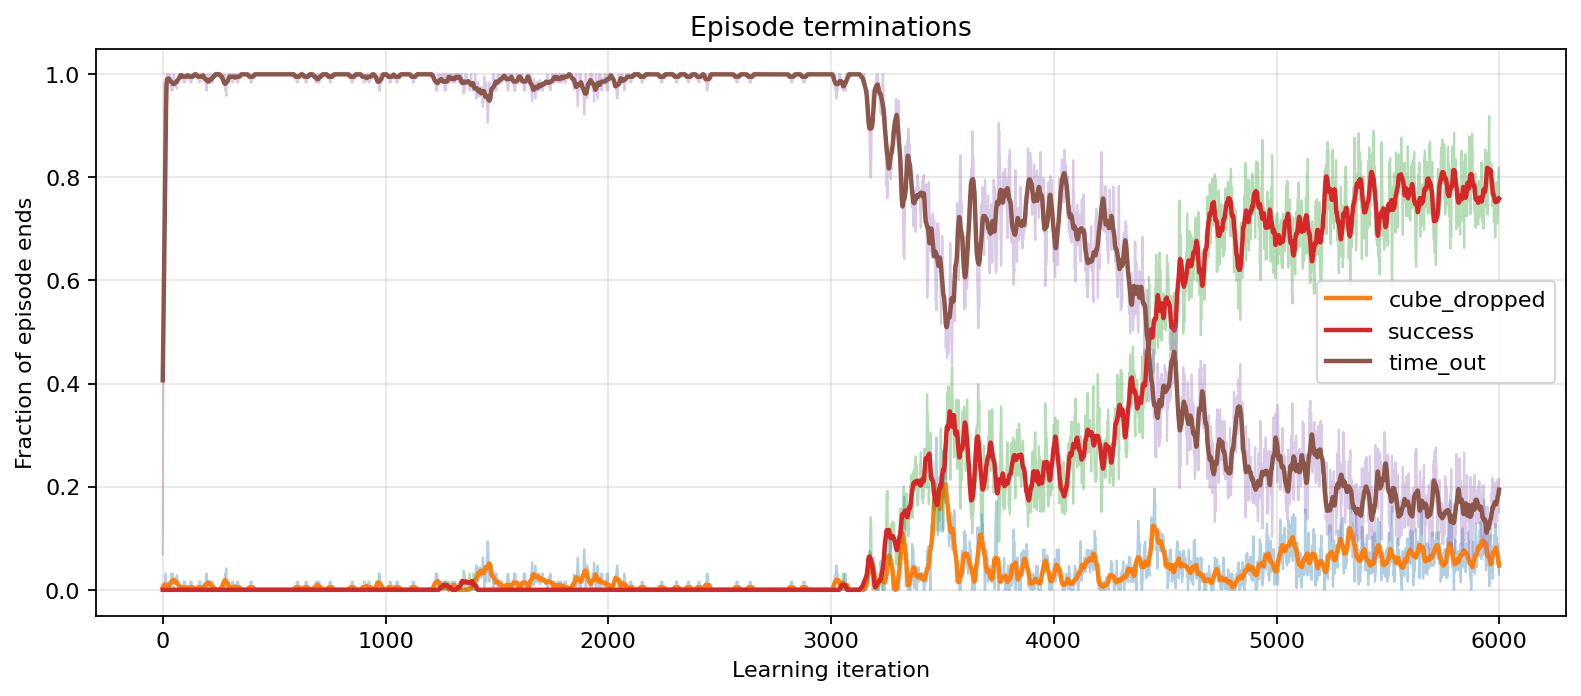 Episode terminations
Fraction of episode ends
1.0
0.8
0.6
0.4
0.2
0.0
cube_dropped
success
time_out
0
1000
2000
3000
4000
5000
6000
Learning iteration